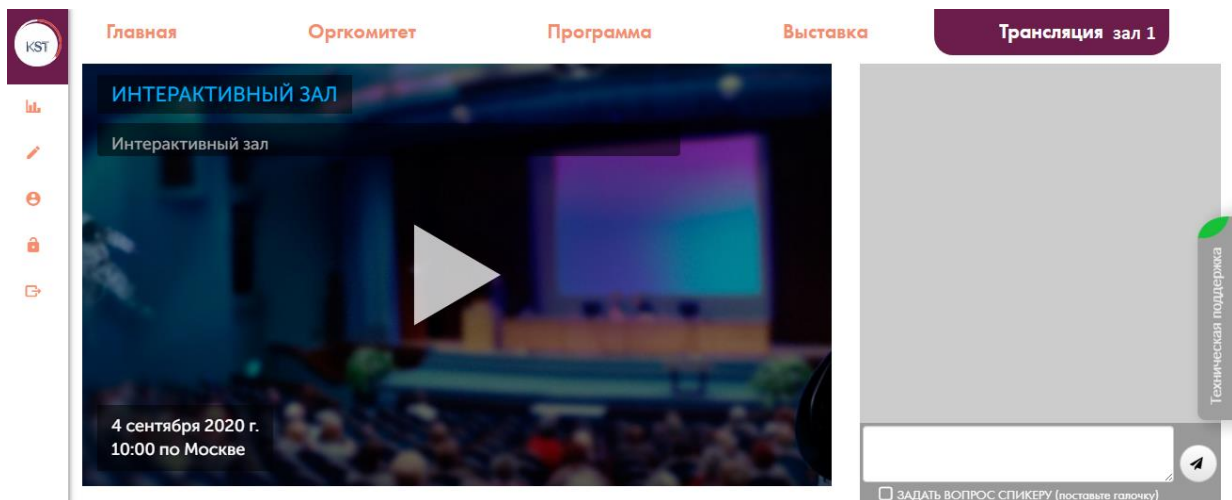 KST
Главная
Оргкомитет
Программа
Выставка
Трансляция зал 1
ИНТЕРАКТИВНЫЙ ЗАЛ
Интерактивный зал
4 сентября 2020 г.
10:00 по Москве
Техническая поддержка
ЗАДАТЬ ВОПРОС СПИКЕРУ (поставьте галочку)